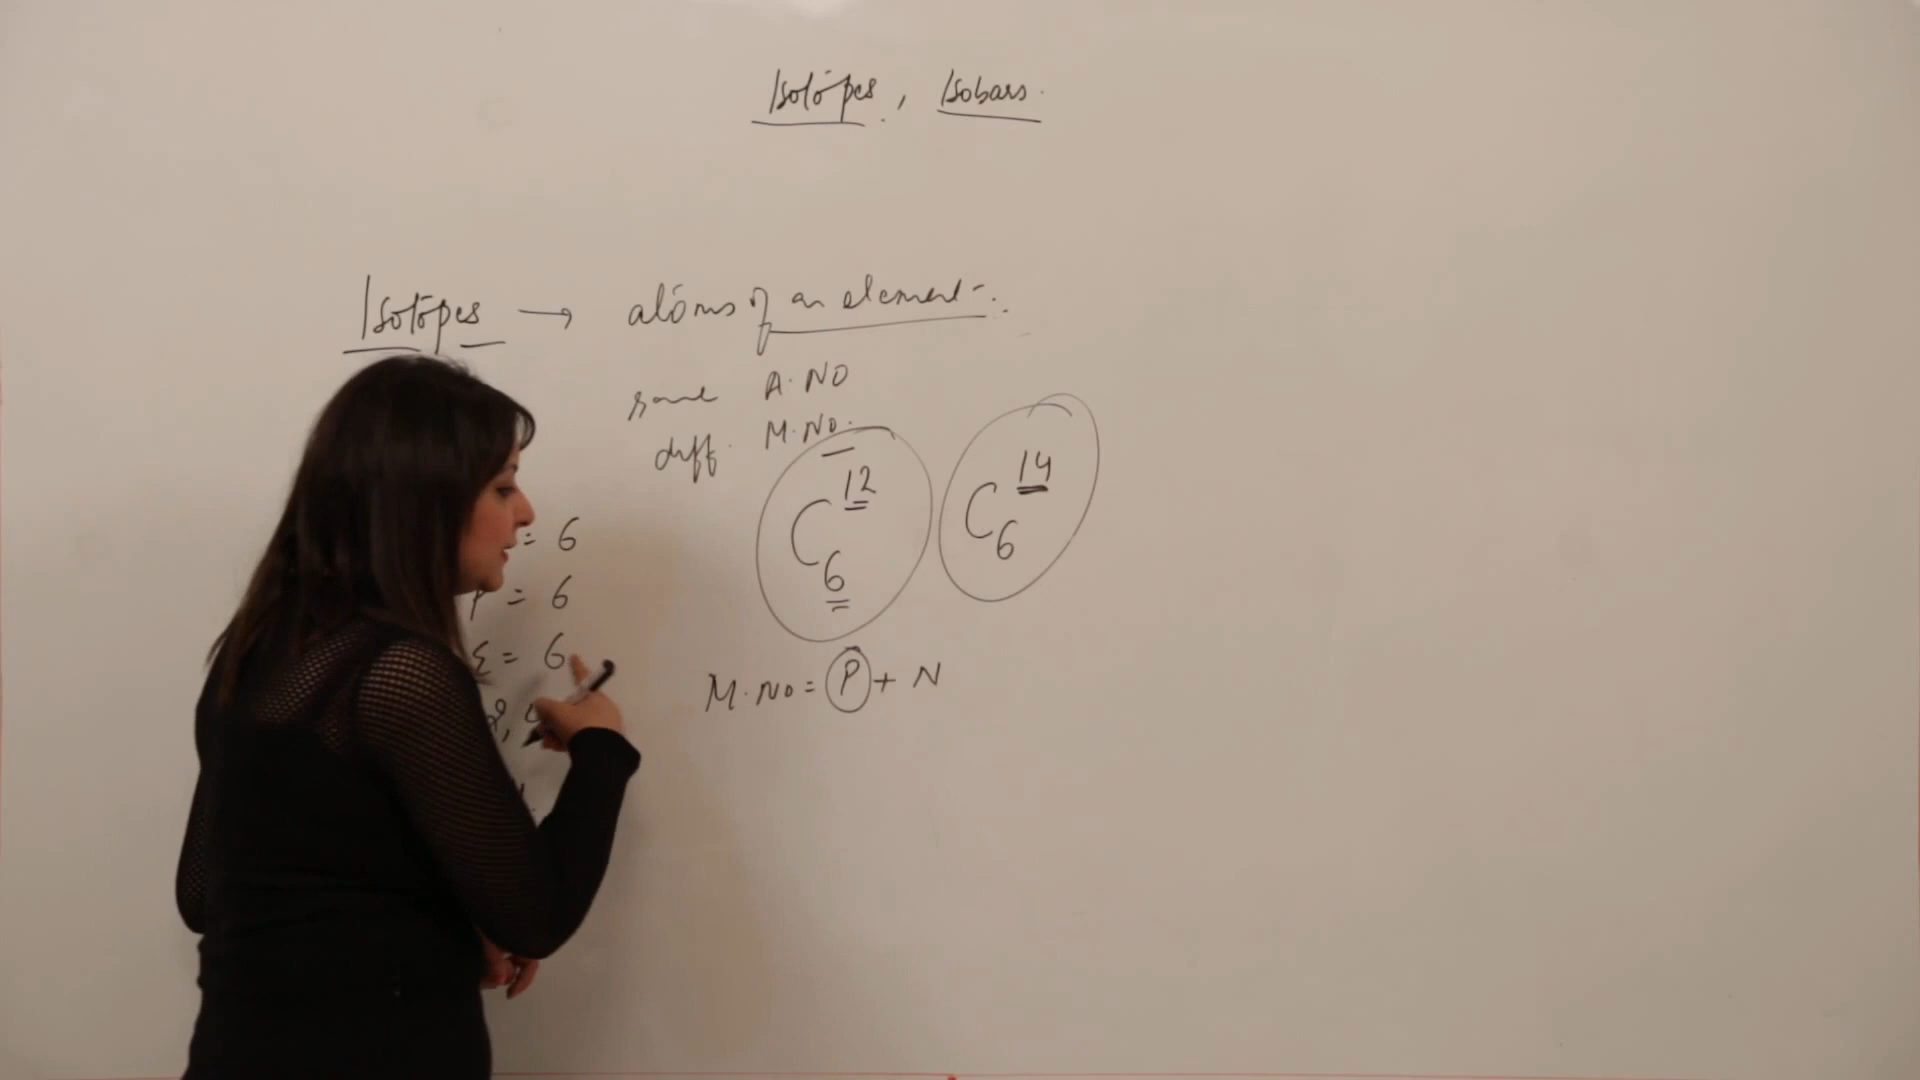 Isotopes, Isobars.
Isotopes → atoms of an element.
same A.NO
diff. M.No.
C 12 6
C 14 6
= 6
P = 6
E = 6
M.No = P + N